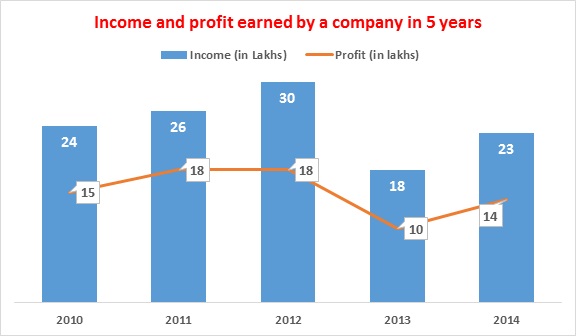 Income and profit earned by a company in 5 years
Income (in Lakhs) Profit (in lakhs)
24 26 30 18 23
15 18 18 10 14
2010 2011 2012 2013 2014